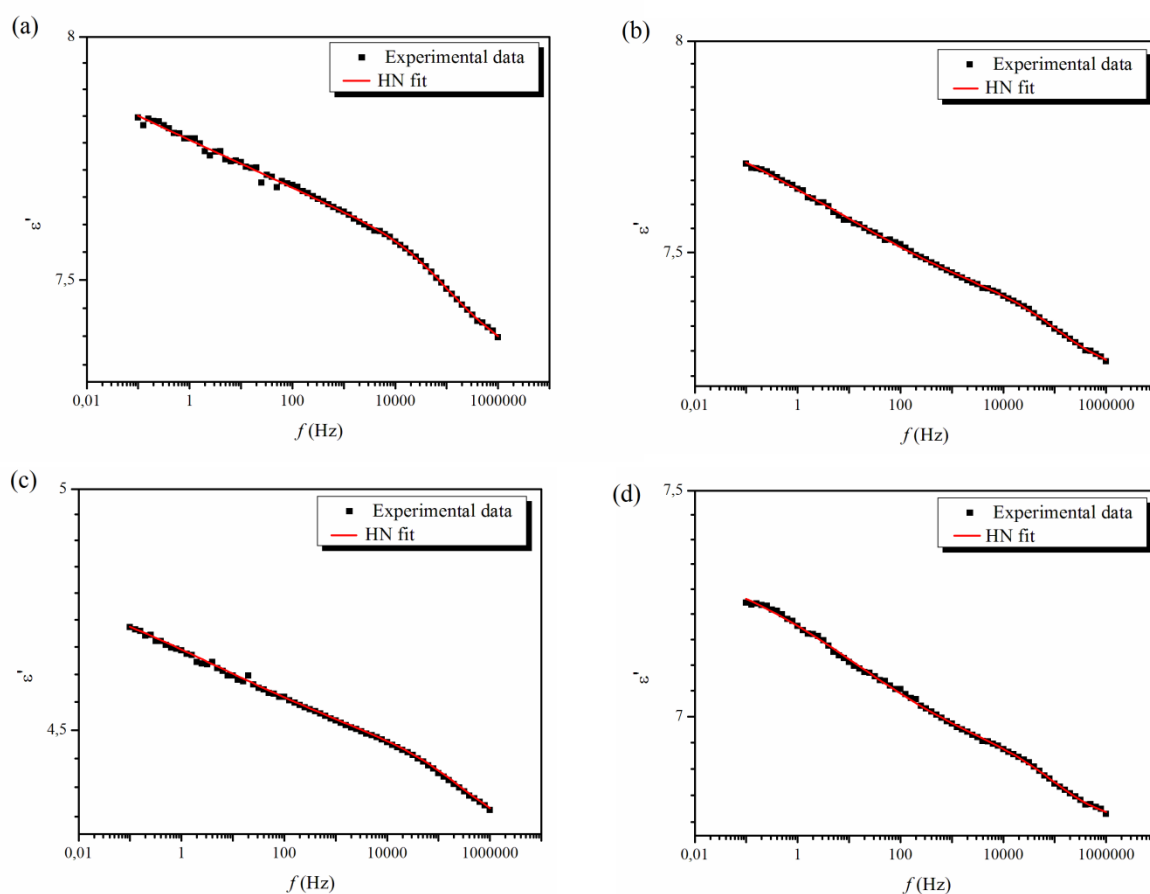 (a)
8
Experimental data
HN fit
ε'
7,5
0,01
1
100
10000
1000000
f (Hz)
(b)
8
Experimental data
HN fit
ε'
7,5
0,01
1
100
10000
1000000
f (Hz)
(c)
5
Experimental data
HN fit
ε'
4,5
0,01
1
100
10000
1000000
f (Hz)
(d)
7,5
Experimental data
HN fit
ε'
7
0,01
1
100
10000
1000000
f (Hz)